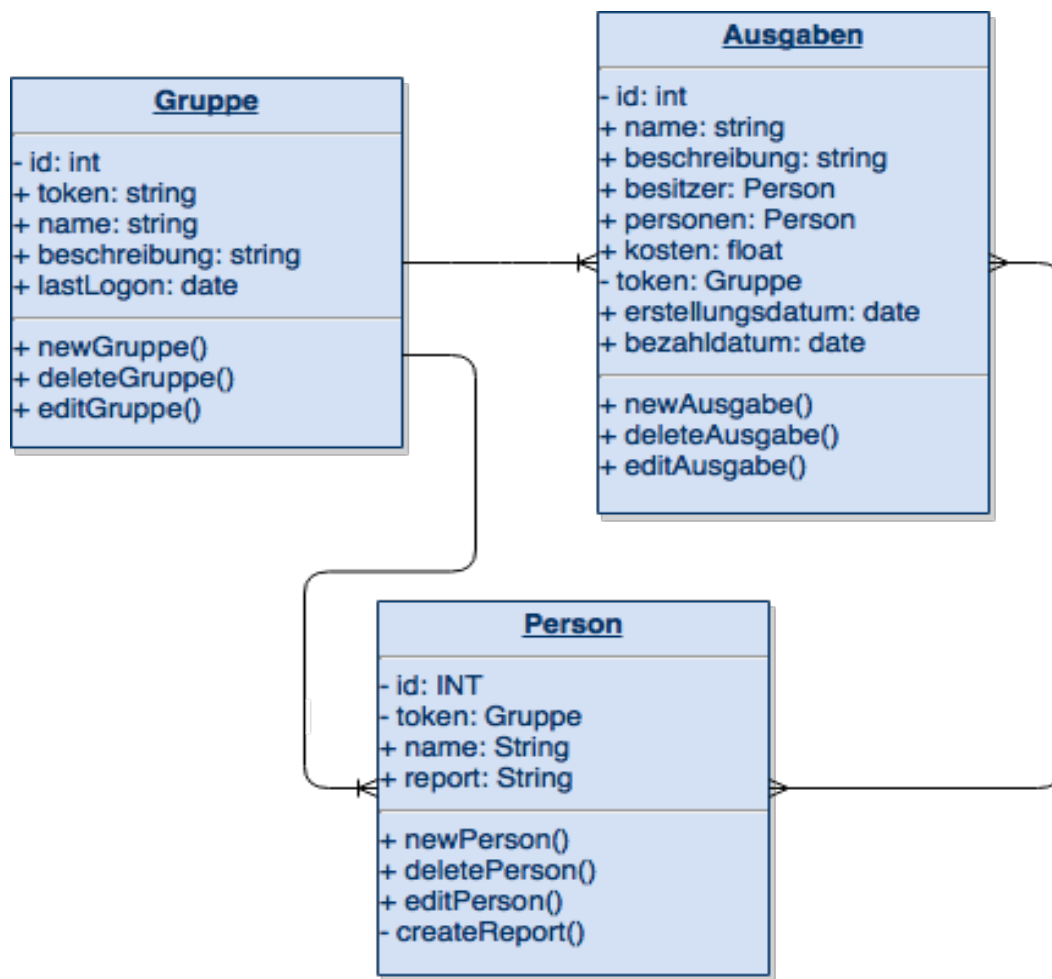 Gruppe
- id: int
+ token: string
+ name: string
+ beschreibung: string
+ lastLogon: date
+ newGruppe()
+ deleteGruppe()
+ editGruppe()
Ausgaben
- id: int
+ name: string
+ beschreibung: string
+ besitzer: Person
+ personen: Person
+ kosten: float
- token: Gruppe
+ erstellungsdatum: date
+ bezahldatum: date
+ newAusgabe()
+ deleteAusgabe()
+ editAusgabe()
Person
- id: INT
- token: Gruppe
+ name: String
+ report: String
+ newPerson()
+ deletePerson()
+ editPerson()
- createReport()